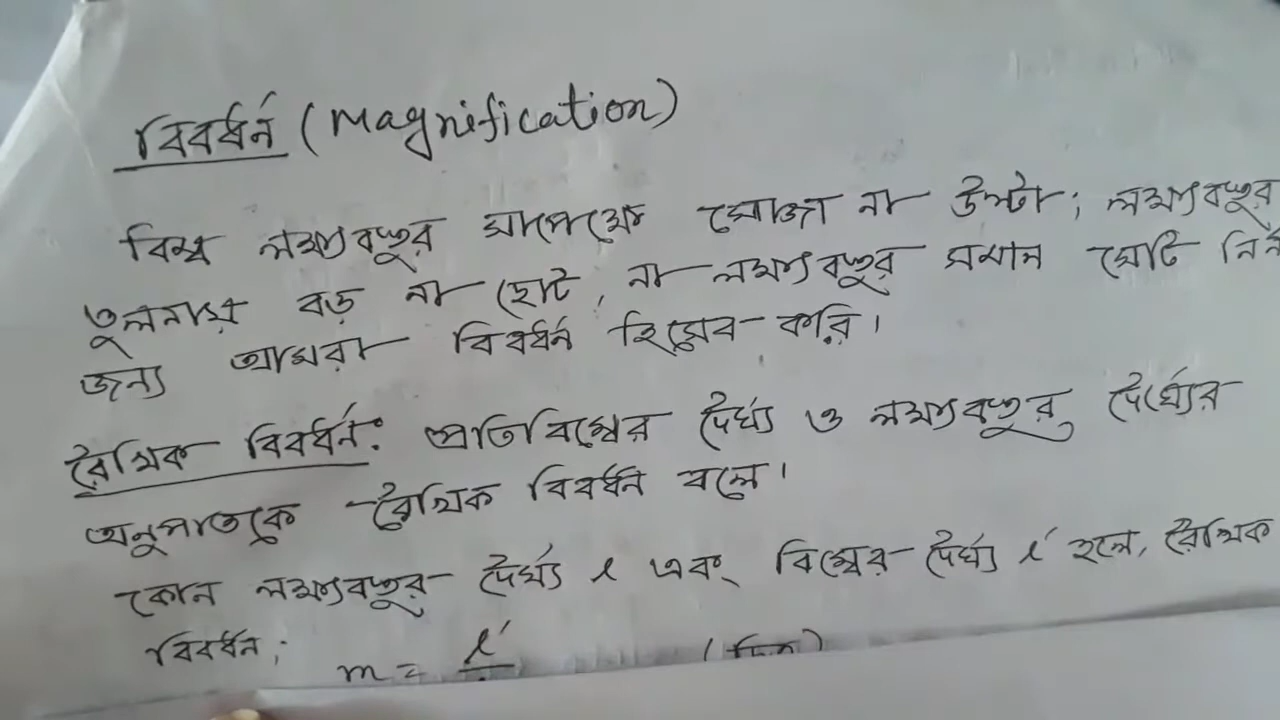 বিবর্ধন (Magnification)
বিম্ব লক্ষ্যবস্তুর সাপেক্ষে সোজা না উল্টা; লক্ষ্যবস্তুর
তুলনায় বড় না ছোট, না লক্ষ্যবস্তুর সমান সেটি
জন্য আমরা বিবর্ধন হিসেব করি।
রৈখিক বিবর্ধন: প্রতিবিম্বের দৈর্ঘ্য ও লক্ষ্যবস্তুর দৈর্ঘ্যের
অনুপাতকে রৈখিক বিবর্ধন বলে।
কোন লক্ষ্যবস্তুর দৈর্ঘ্য l এবং বিম্বের দৈর্ঘ্য l' হলে, রৈখিক
বিবর্ধন; m = l'